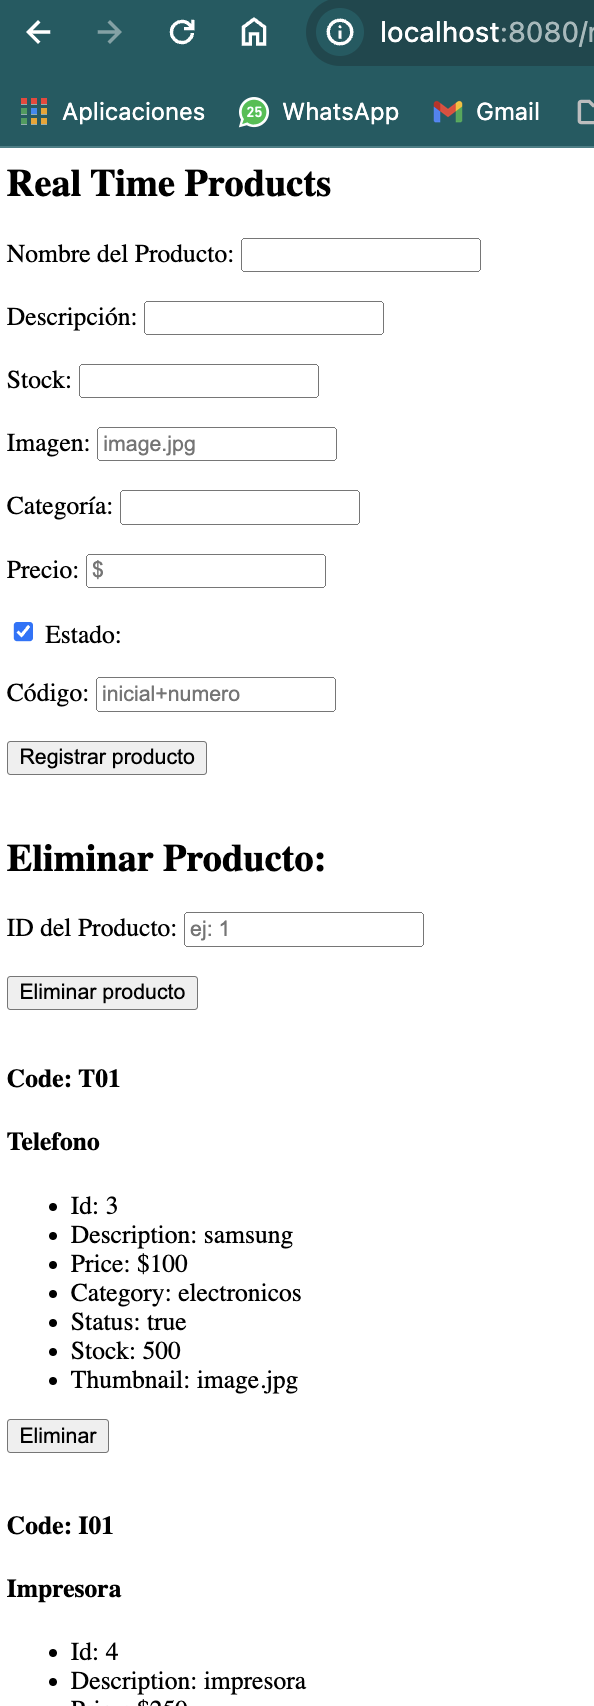 localhost:8080/r
Aplicaciones 25 WhatsApp Gmail
Real Time Products
Nombre del Producto:
Descripción:
Stock:
Imagen: image.jpg
Categoría:
Precio: $
Estado:
Código: inicial+numero
Registrar producto
Eliminar Producto:
ID del Producto: ej: 1
Eliminar producto
Code: T01
Telefono
Id: 3
Description: samsung
Price: $100
Category: electronicos
Status: true
Stock: 500
Thumbnail: image.jpg
Eliminar
Code: I01
Impresora
Id: 4
Description: impresora
Price: $250